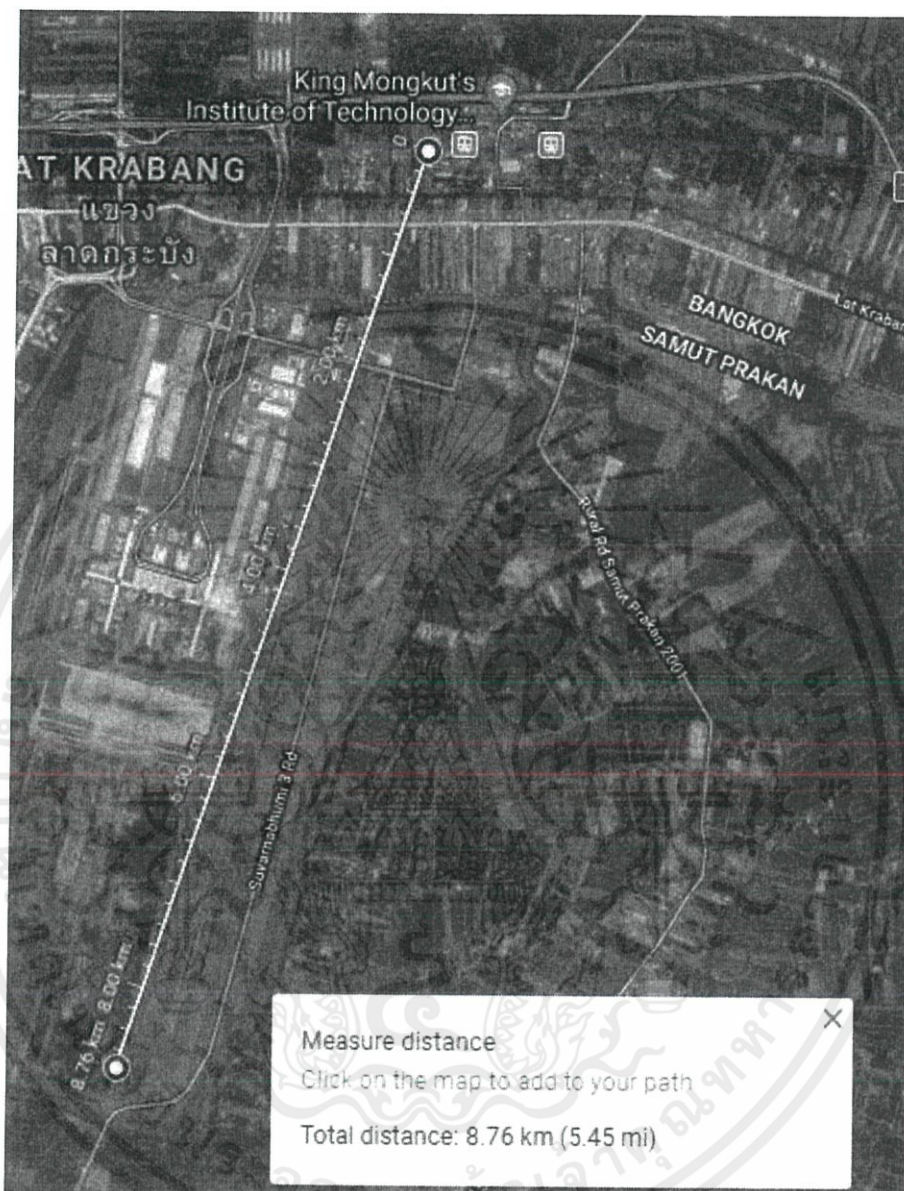 King Mongkut's
Institute of Technology...
AT KRABANG
แขวง
ลาดกระบัง
Lat Kraban
BANGKOK
SAMUT PRAKAN
2.00 km
4.00 km
Rural Rd Samut Prakan 2001
6.00 km
Suvarnabhumi 3 Rd
8.00 km
8.76 km
Measure distance
Click on the map to add to your path
Total distance: 8.76 km (5.45 mi)